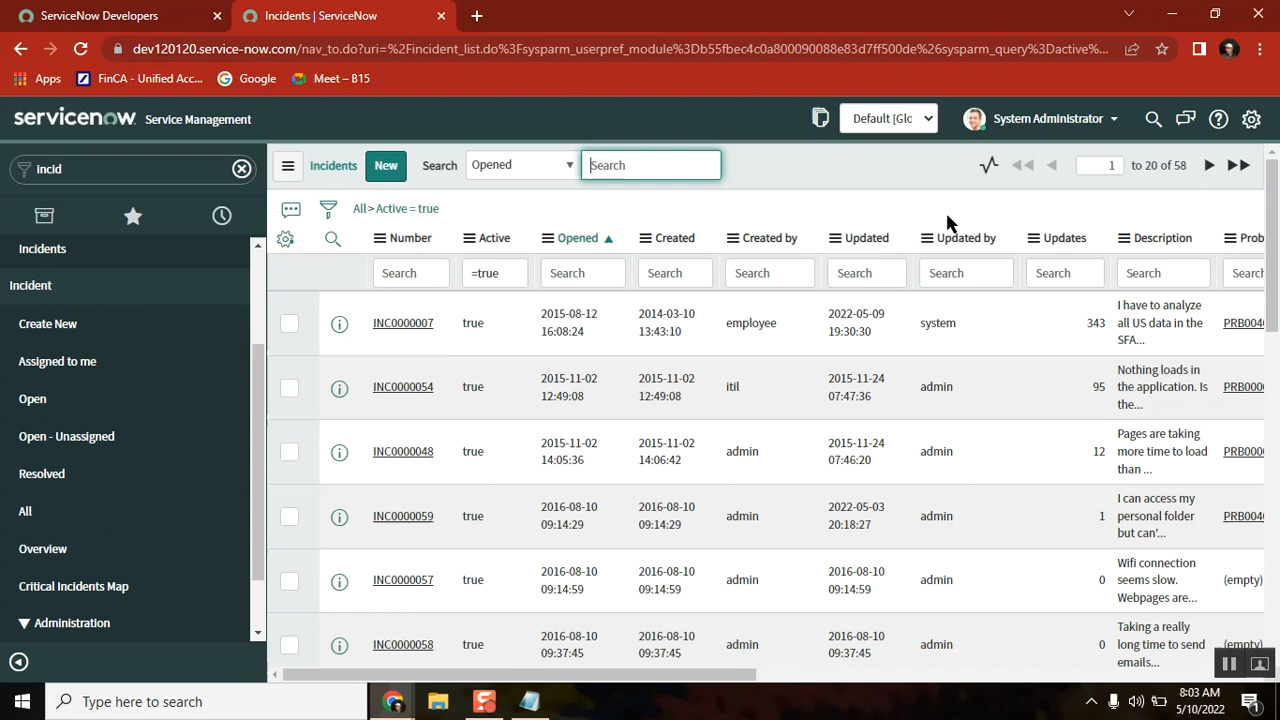 ServiceNow Developers
Incidents | ServiceNow
dev120120.service-now.com/nav_to.do?uri=%2Fincident_list.do%3Fsysparm_userpref_module%3Db55fbec4c0a800090088e83d7ff500de%26sysparm_query%3Dactive%...
Apps
FinCA - Unified Acc...
Google
Meet – B15
servicenow Service Management
Default [Glc
System Administrator
incid
Incidents
New
Search
Opened
Search
1
to 20 of 58
All > Active = true
Incidents
Incident
Create New
Assigned to me
Open
Open - Unassigned
Resolved
All
Overview
Critical Incidents Map
Administration
Number Active Opened Created Created by Updated Updated by Updates Description Prob
Search =true Search Search Search Search Search Search Search Search
INC0000007 true 2015-08-12 16:08:24 2014-03-10 13:43:10 employee 2022-05-09 19:30:30 system 343 I have to analyze all US data in the SFA... PRB004
INC0000054 true 2015-11-02 12:49:08 2015-11-02 12:49:08 itil 2015-11-24 07:47:36 admin 95 Nothing loads in the application. Is the... PRB000
INC0000048 true 2015-11-02 14:05:36 2015-11-02 14:06:42 admin 2015-11-24 07:46:20 admin 12 Pages are taking more time to load than ... PRB000
INC0000059 true 2016-08-10 09:14:29 2016-08-10 09:14:29 admin 2022-05-03 20:18:27 admin 1 I can access my personal folder but can'... PRB004
INC0000057 true 2016-08-10 09:14:59 2016-08-10 09:14:59 admin 2016-08-10 09:14:59 admin 0 Wifi connection seems slow. Webpages are... (empty)
INC0000058 true 2016-08-10 09:37:45 2016-08-10 09:37:45 admin 2016-08-10 09:37:45 admin 0 Taking a really long time to send emails... (empty)
Type here to search
8:03 AM
5/10/2022
1